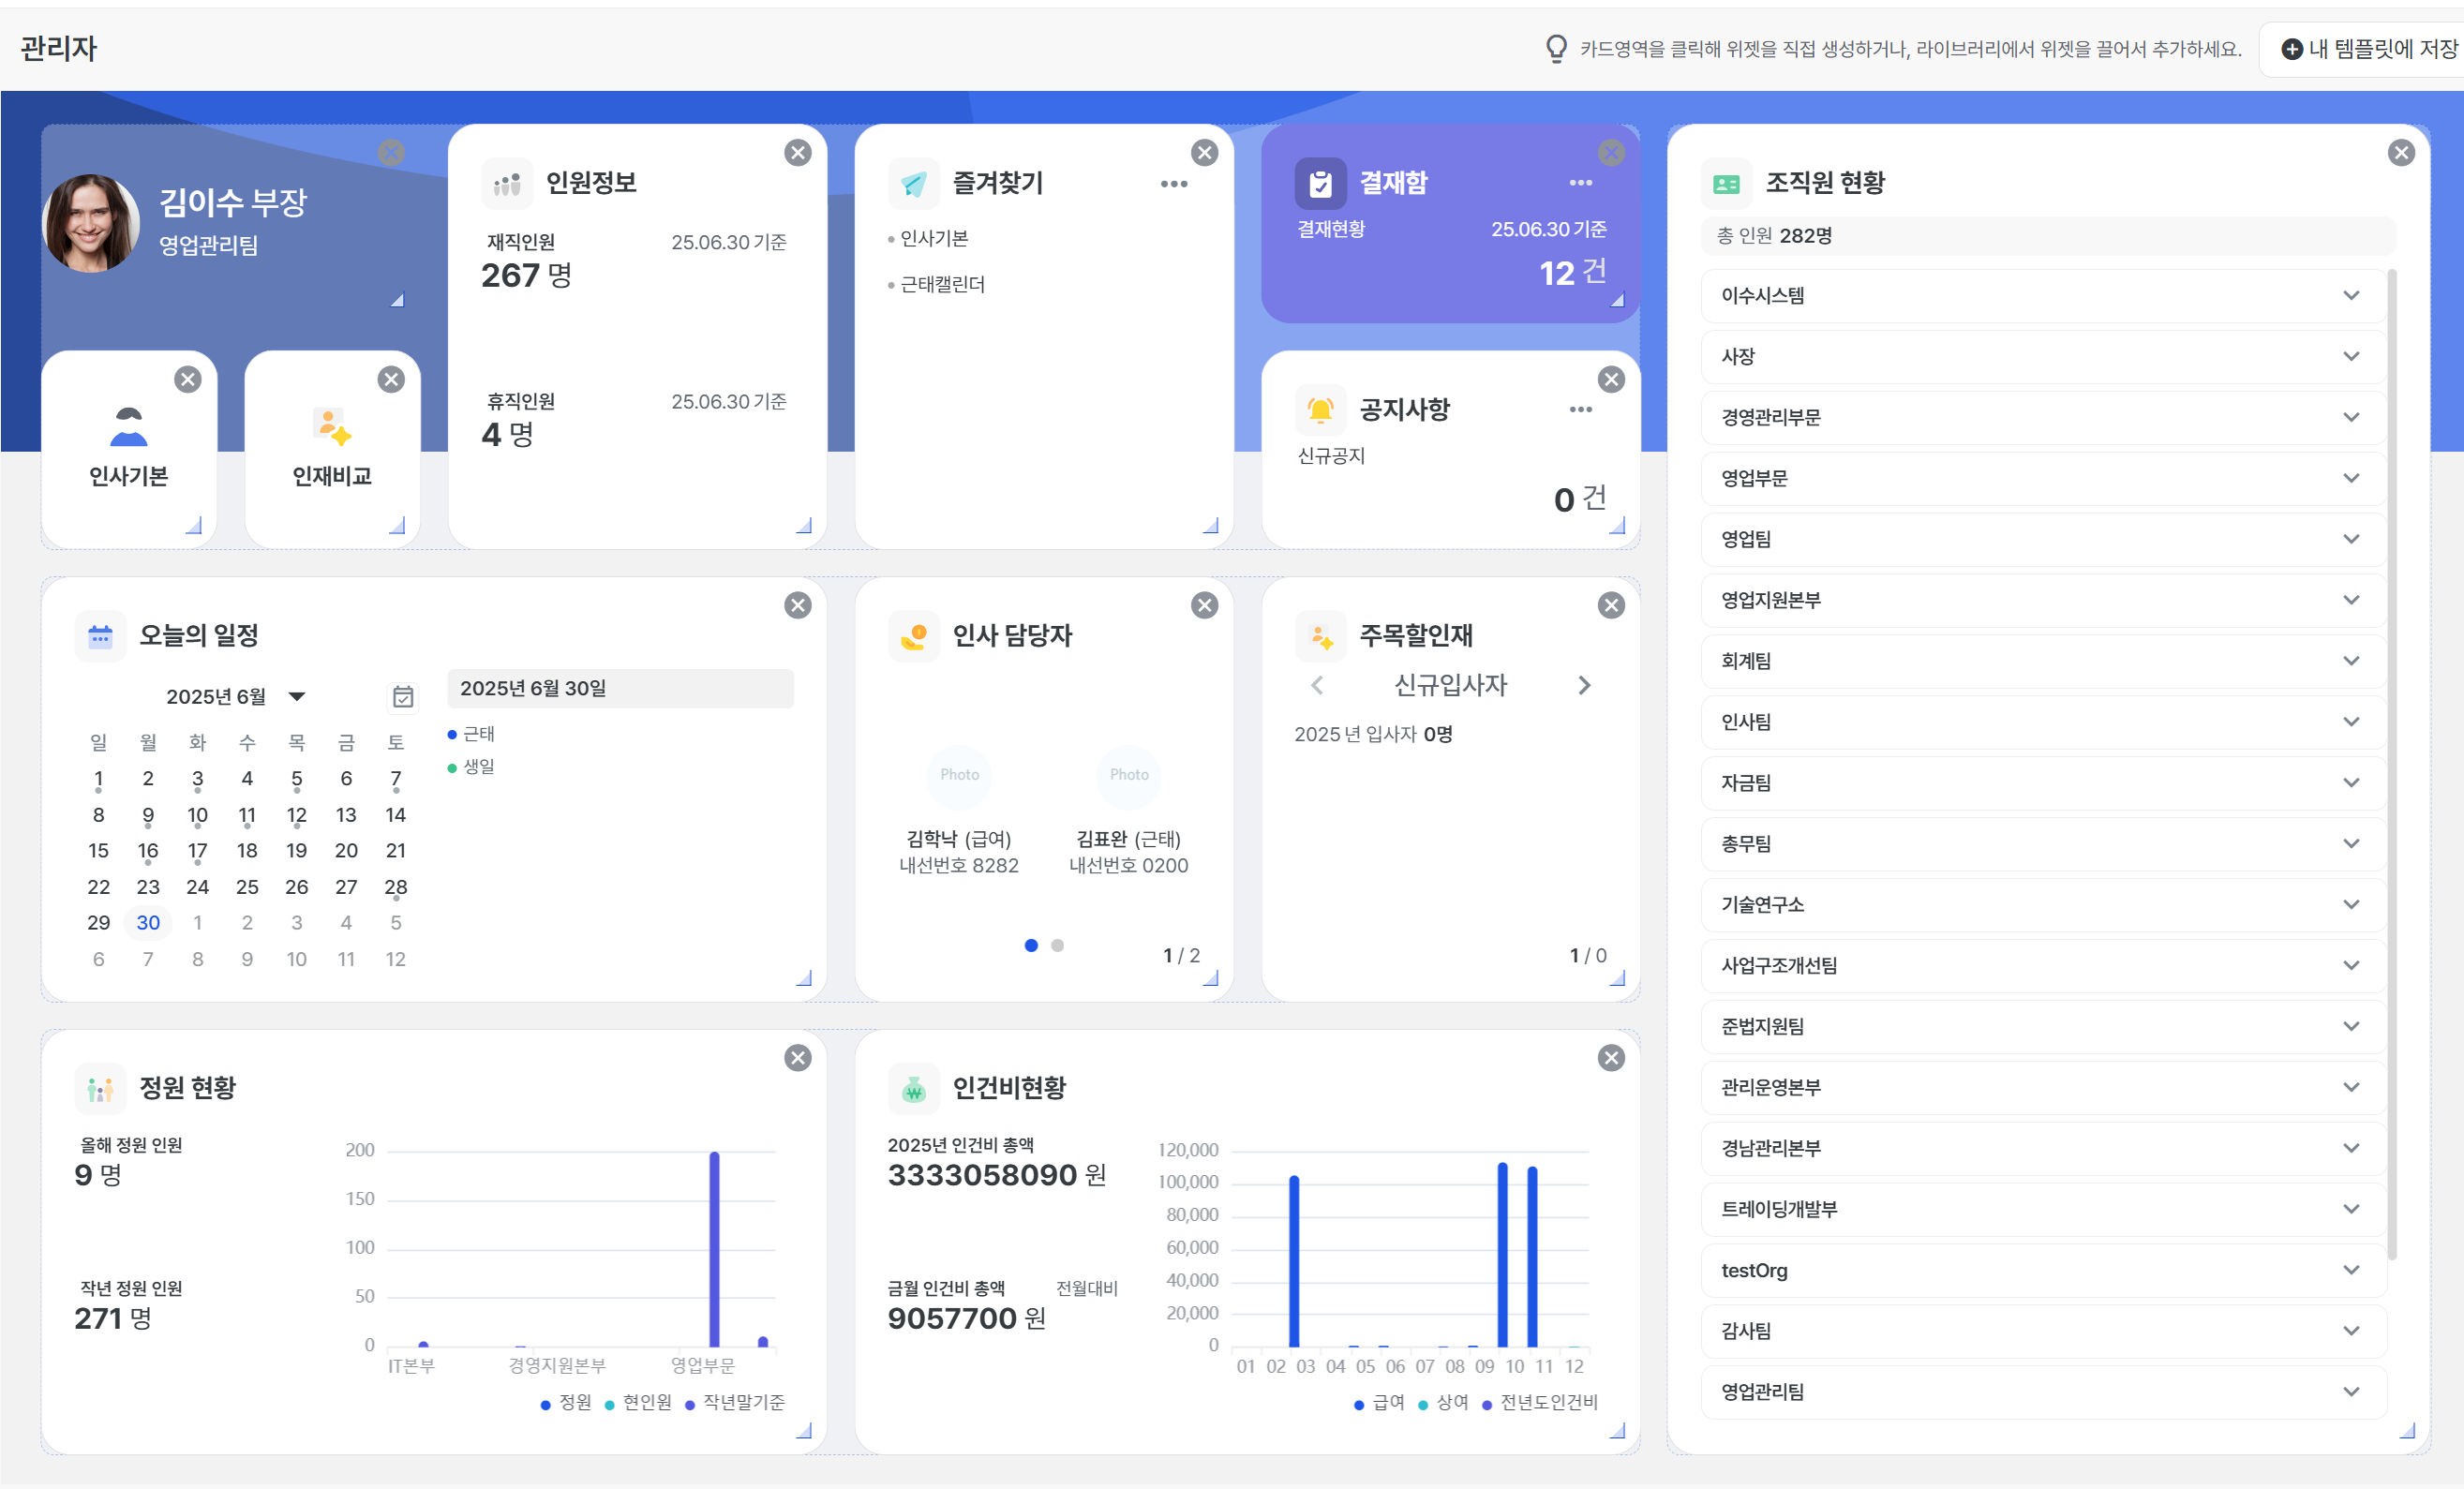 관리자
카드영역을 클릭해 위젯을 직접 생성하거나, 라이브러리에서 위젯을 끌어서 추가하세요.
내 템플릿에 저장
김이수 부장
영업관리팀
인사기본
인재비교
인원정보
재직인원 25.06.30 기준
267 명
휴직인원 25.06.30 기준
4 명
즐겨찾기
인사기본
근태캘린더
결재함
결재현황 25.06.30 기준
12 건
공지사항
신규공지
0 건
오늘의 일정
2025년 6월
일 월 화 수 목 금 토
1 2 3 4 5 6 7
8 9 10 11 12 13 14
15 16 17 18 19 20 21
22 23 24 25 26 27 28
29 30 1 2 3 4 5
6 7 8 9 10 11 12
2025년 6월 30일
근태
생일
인사 담당자
Photo Photo
김학낙 (급여) 김표완 (근태)
내선번호 8282 내선번호 0200
1 / 2
주목할인재
신규입사자
2025 년 입사자 0명
1 / 0
정원 현황
올해 정원 인원
9 명
작년 정원 인원
271 명
200
150
100
50
0
IT본부 경영지원본부 영업부문
정원 현인원 작년말기준
인건비현황
2025년 인건비 총액
3333058090 원
금월 인건비 총액 전월대비
9057700 원
120,000
100,000
80,000
60,000
40,000
20,000
0
01 02 03 04 05 06 07 08 09 10 11 12
급여 상여 전년도인건비
조직원 현황
총 인원 282명
이수시스템
사장
경영관리부문
영업부문
영업팀
영업지원본부
회계팀
인사팀
자금팀
총무팀
기술연구소
사업구조개선팀
준법지원팀
관리운영본부
경남관리본부
트레이딩개발부
testOrg
감사팀
영업관리팀